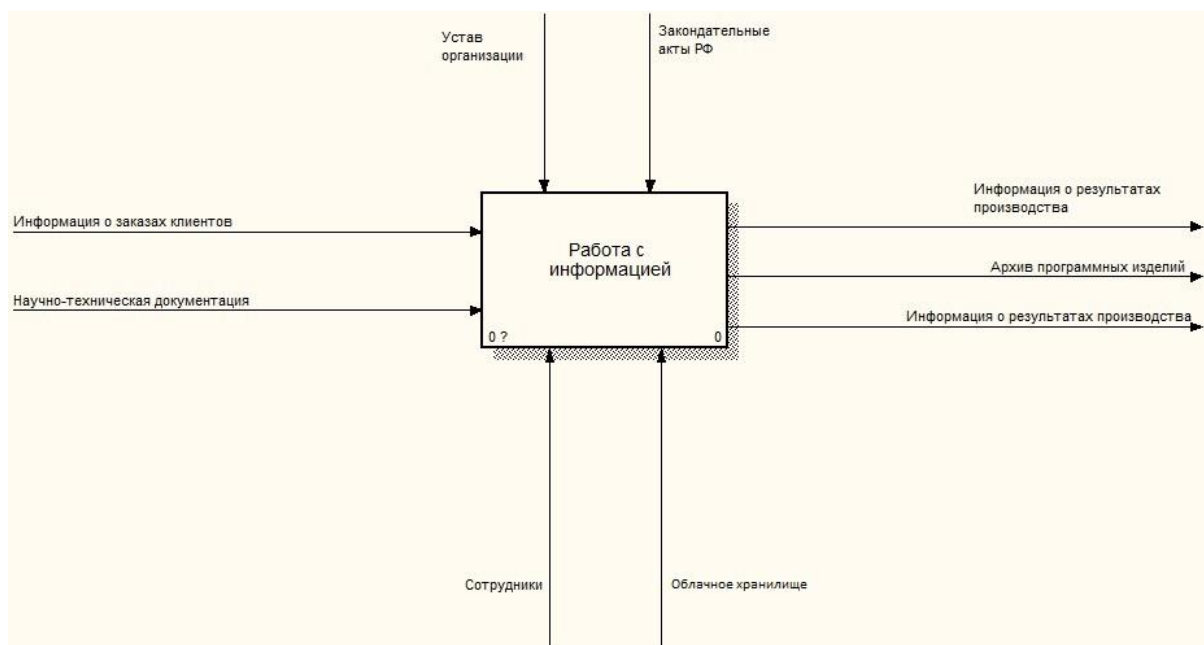 Устав
организации
Закондательные
акты РФ
Информация о результатах
производства
Информация о заказах клиентов
Работа с
информацией
Архив программных изделий
Научно-техническая документация
Информация о результатах производства
0 ?
0
Сотрудники
Облачное хранилище